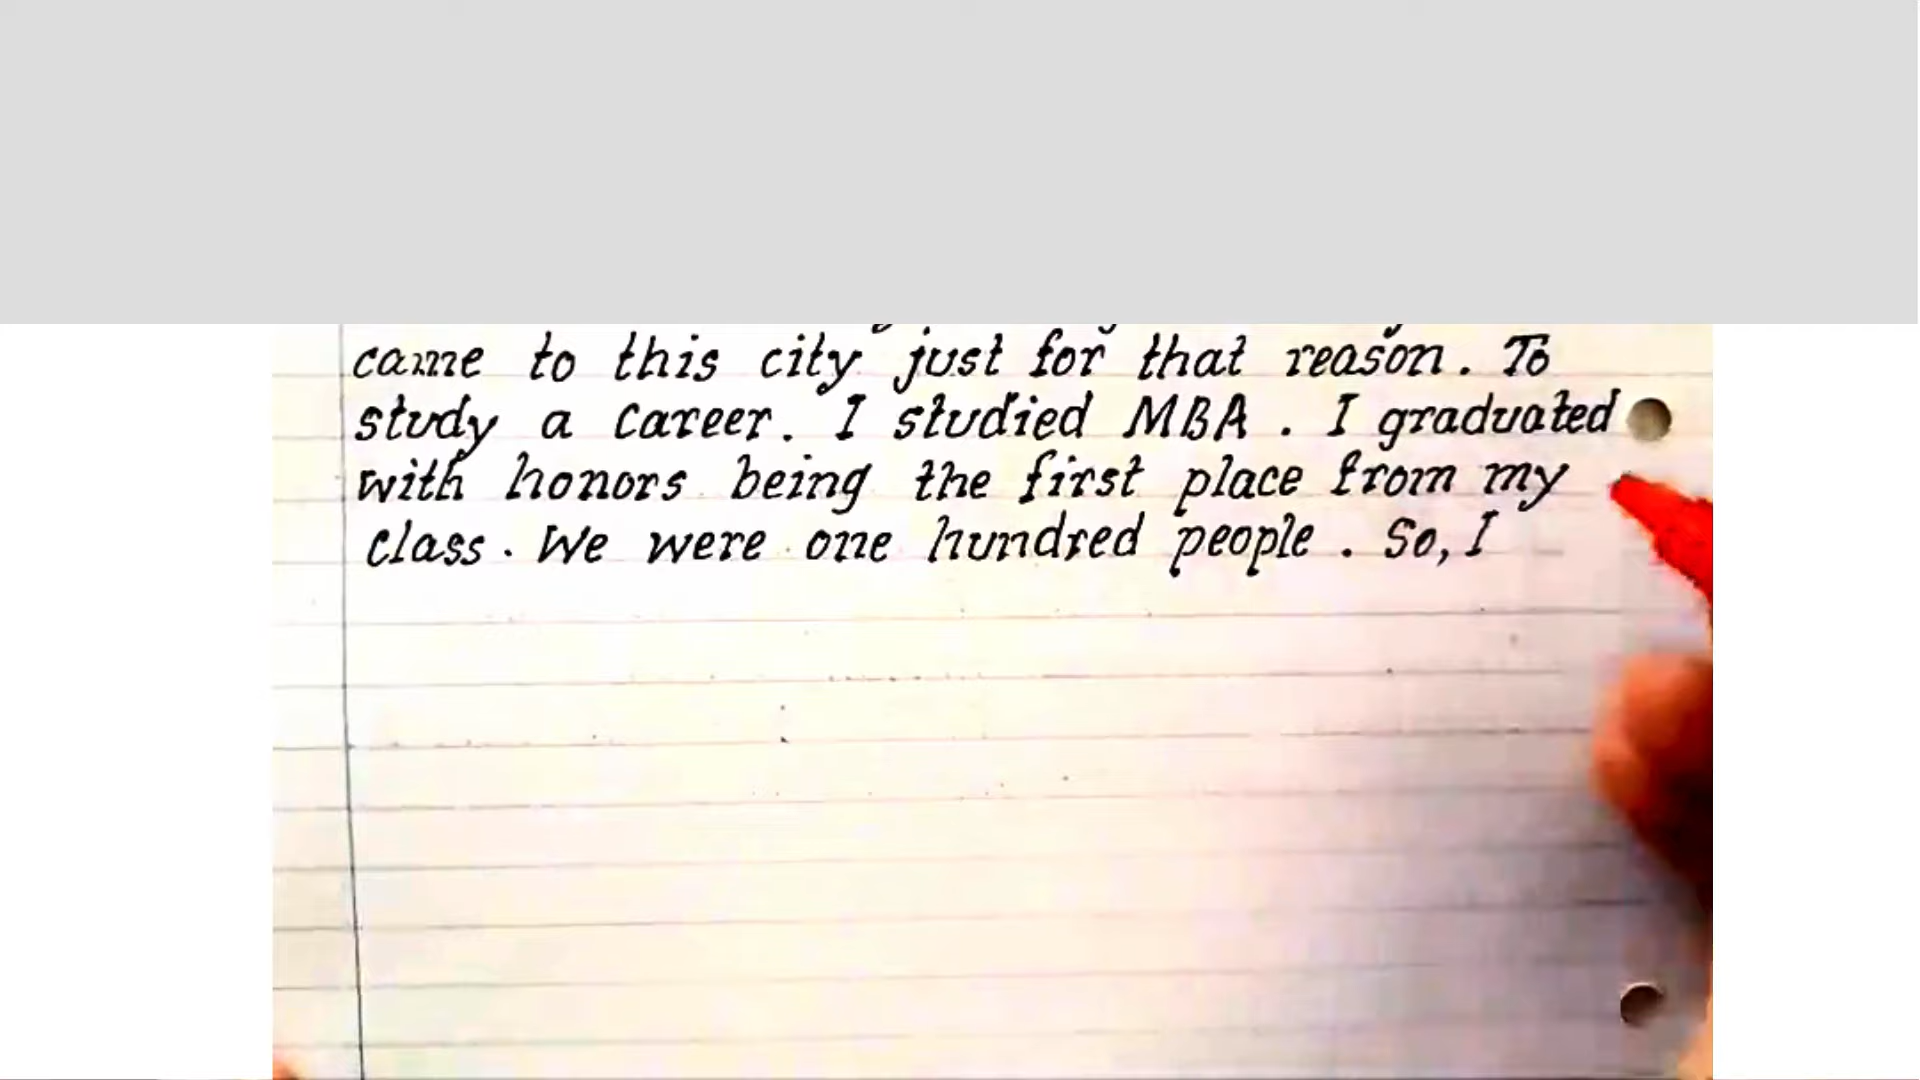 came to this city just for that reason. To
study a career. I studied MBA. I graduated
with honors being the first place from my
class. We were one hundred people. So, I